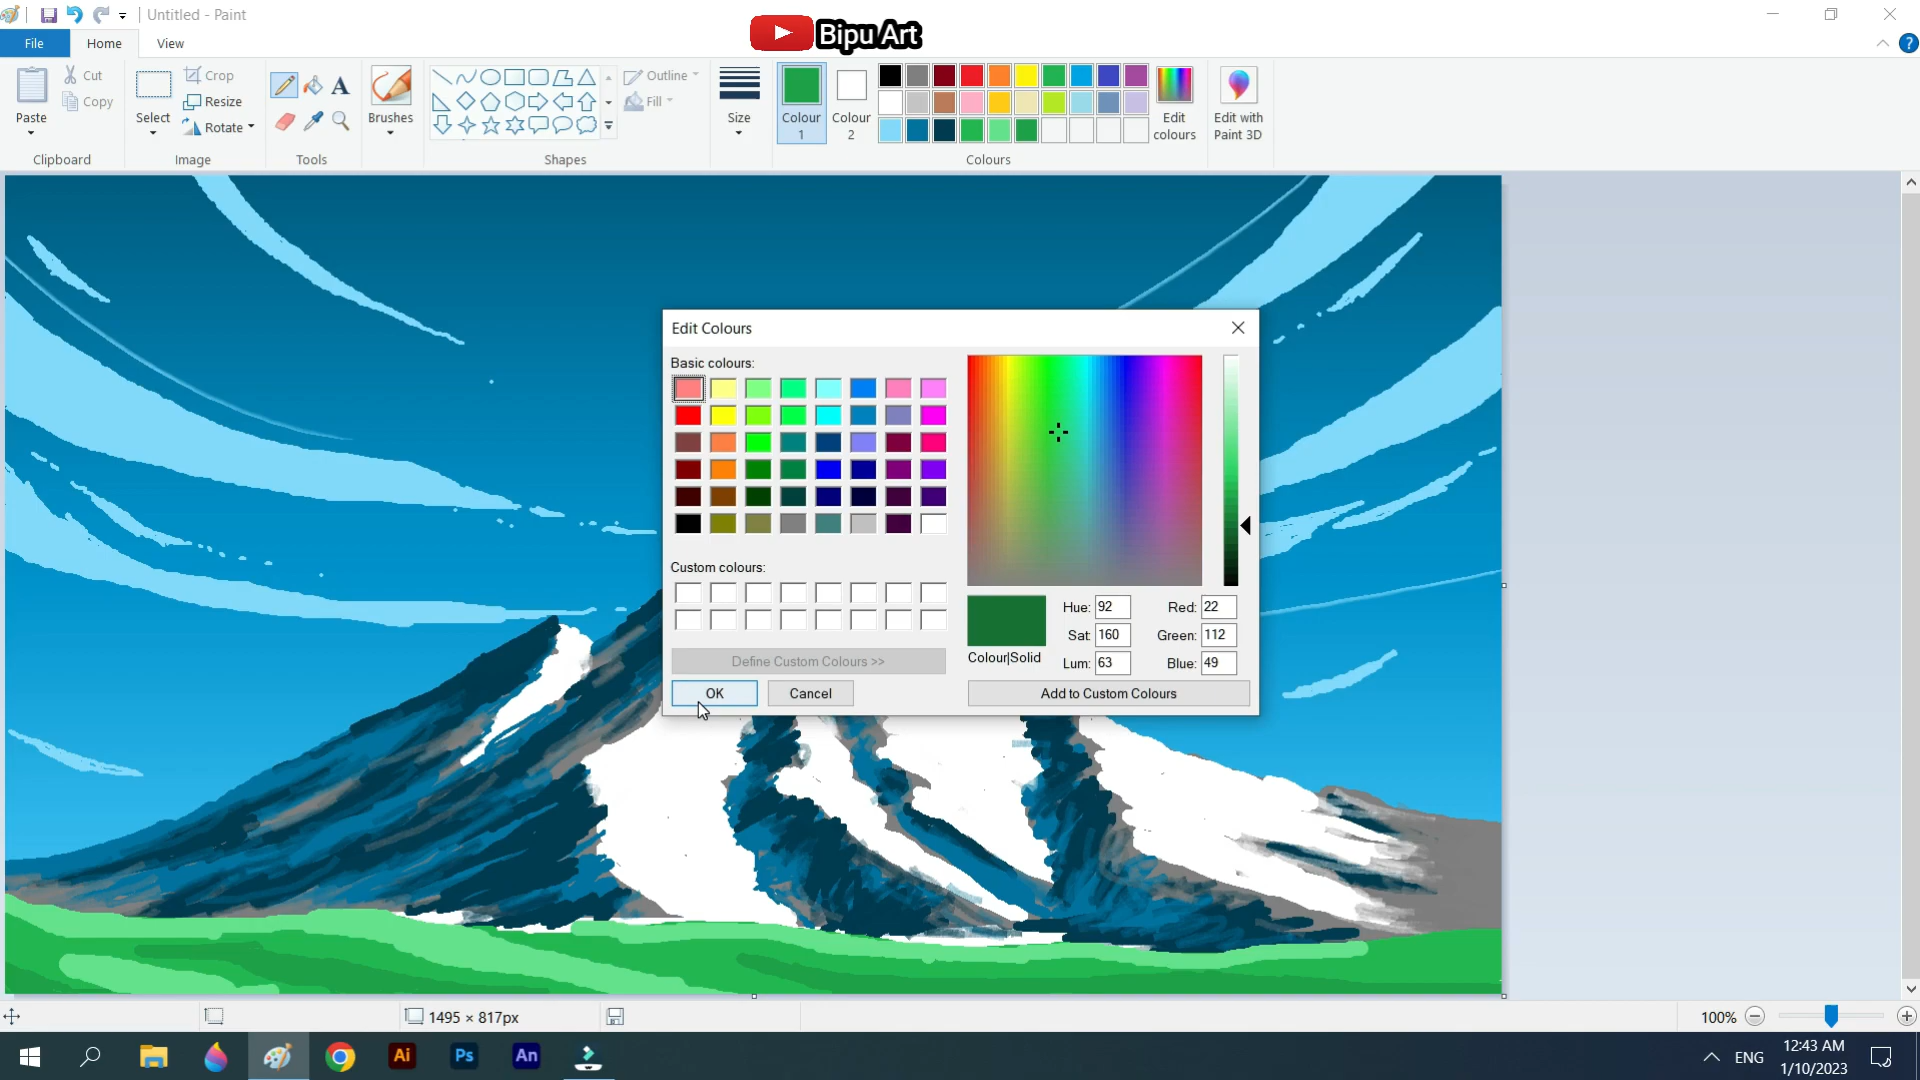 Untitled - Paint
Bipu Art
File
Home
View
Paste
Cut
Copy
Clipboard
Select
Crop
Resize
Rotate
Image
A
Tools
Brushes
Shapes
Outline
Fill
Size
Colour
1
Colour
2
Edit
colours
Colours
Edit with
Paint 3D
?
Edit Colours
Basic colours:
Custom colours:
Define Custom Colours >>
OK
Cancel
Colour|Solid
Hue: 92
Sat: 160
Lum: 63
Red: 22
Green: 112
Blue: 49
Add to Custom Colours
1495 × 817px
100%
Ai
Ps
An
ENG
12:43 AM
1/10/2023